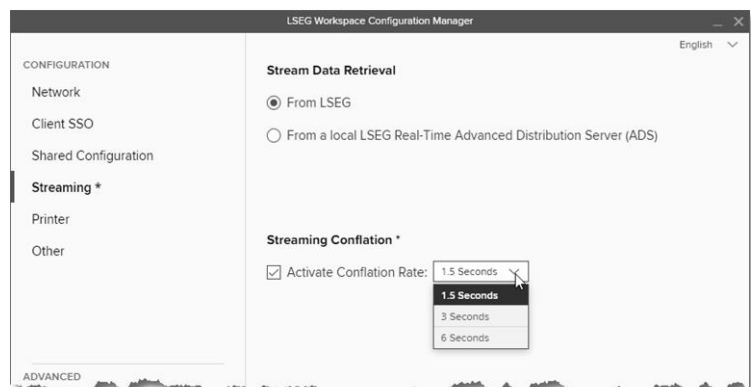 LSEG Workspace Configuration Manager
English
CONFIGURATION
Network
Client SSO
Shared Configuration
Streaming *
Printer
Other
ADVANCED
Stream Data Retrieval
From LSEG
From a local LSEG Real-Time Advanced Distribution Server (ADS)
Streaming Conflation *
Activate Conflation Rate: 1.5 Seconds
1.5 Seconds
3 Seconds
6 Seconds